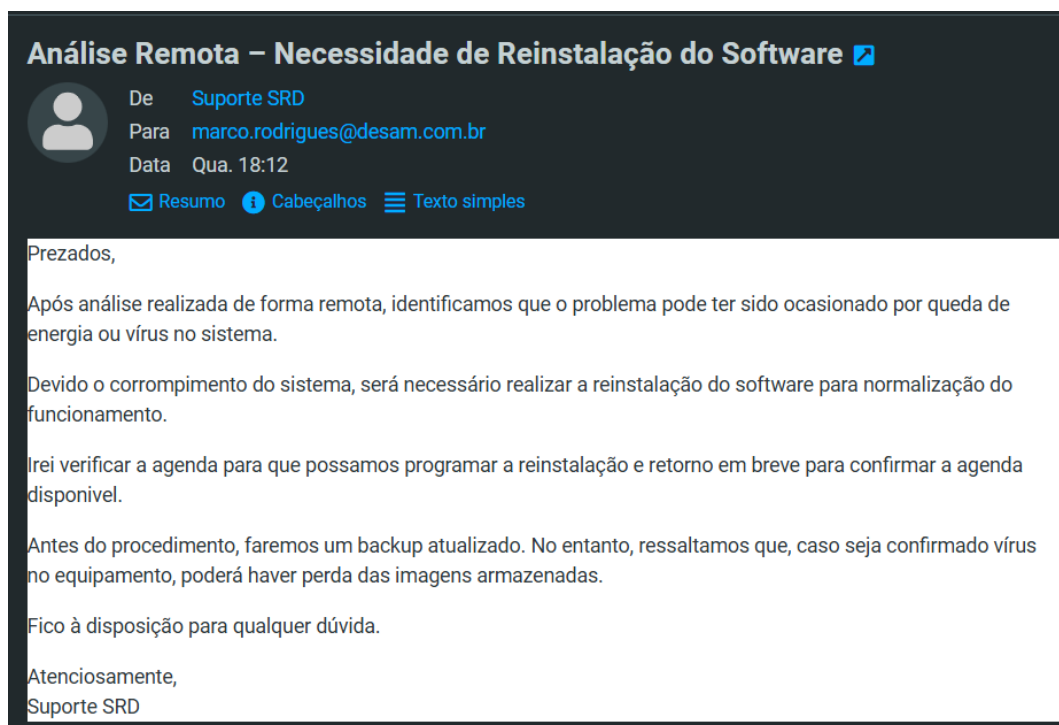 Análise Remota – Necessidade de Reinstalação do Software
De Suporte SRD
Para marco.rodrigues@desam.com.br
Data Qua. 18:12
Resumo Cabeçalhos Texto simples
Prezados,
Após análise realizada de forma remota, identificamos que o problema pode ter sido ocasionado por queda de
energia ou vírus no sistema.
Devido o corrompimento do sistema, será necessário realizar a reinstalação do software para normalização do
funcionamento.
Irei verificar a agenda para que possamos programar a reinstalação e retorno em breve para confirmar a agenda
disponivel.
Antes do procedimento, faremos um backup atualizado. No entanto, ressaltamos que, caso seja confirmado vírus
no equipamento, poderá haver perda das imagens armazenadas.
Fico à disposição para qualquer dúvida.
Atenciosamente,
Suporte SRD